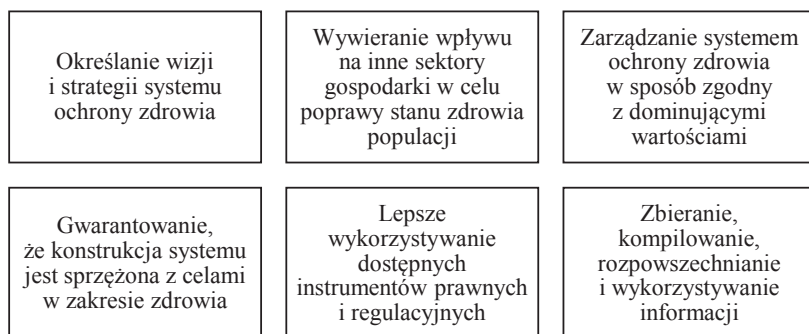 Określanie wizji
i strategii systemu
ochrony zdrowia
Wywieranie wpływu
na inne sektory
gospodarki w celu
poprawy stanu zdrowia
populacji
Zarządzanie systemem
ochrony zdrowia
w sposób zgodny
z dominującymi
wartościami
Gwarantowanie,
że konstrukcja systemu
jest sprzężona z celami
w zakresie zdrowia
Lepsze
wykorzystywanie
dostępnych
instrumentów prawnych
i regulacyjnych
Zbieranie,
kompilowanie,
rozpowszechnianie
i wykorzystywanie
informacji